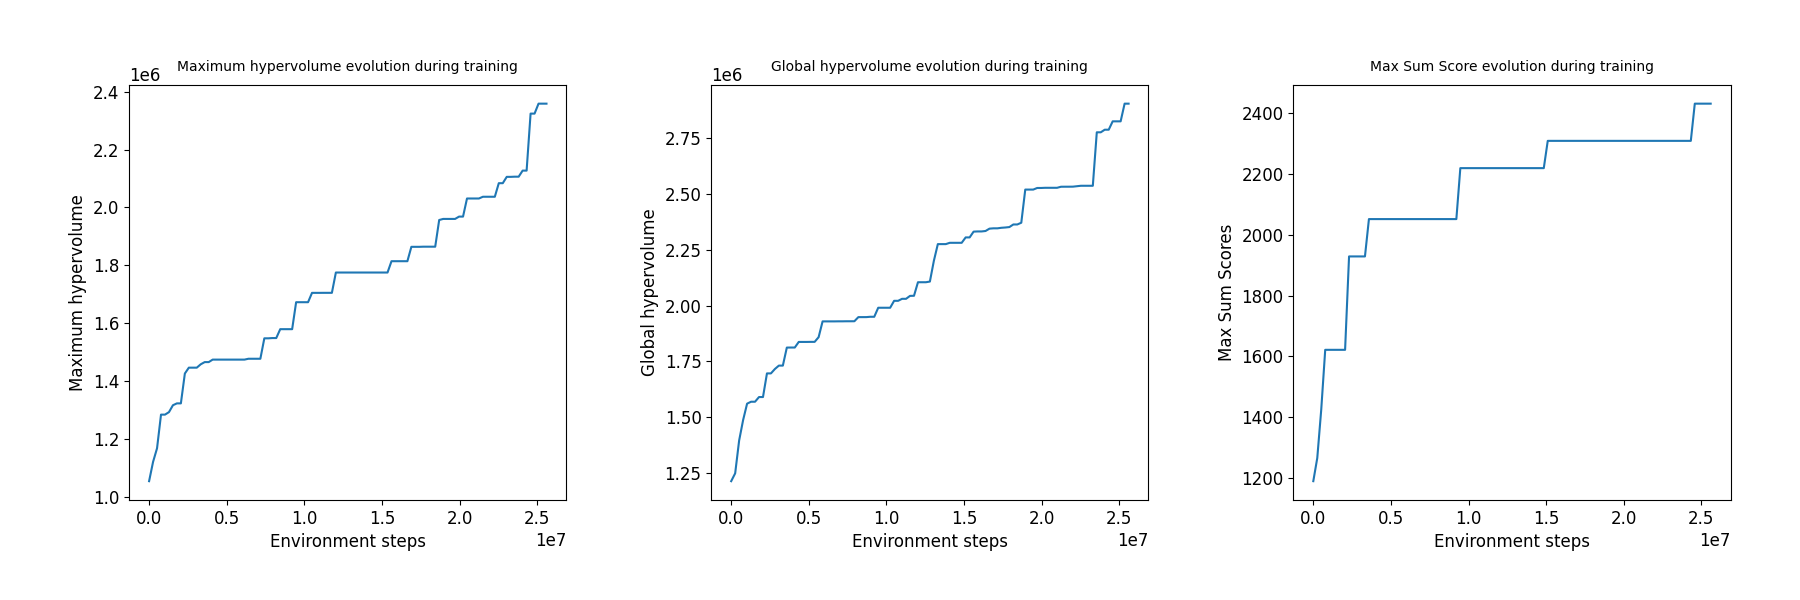 Maximum hypervolume evolution during training
1e6
2.4
2.2
2.0
1.8
1.6
1.4
1.2
1.0
Maximum hypervolume
0.0 0.5 1.0 1.5 2.0 2.5
Environment steps
1e7
Global hypervolume evolution during training
1e6
2.75
2.50
2.25
2.00
1.75
1.50
1.25
Global hypervolume
0.0 0.5 1.0 1.5 2.0 2.5
Environment steps
1e7
Max Sum Score evolution during training
2400
2200
2000
1800
1600
1400
1200
Max Sum Scores
0.0 0.5 1.0 1.5 2.0 2.5
Environment steps
1e7